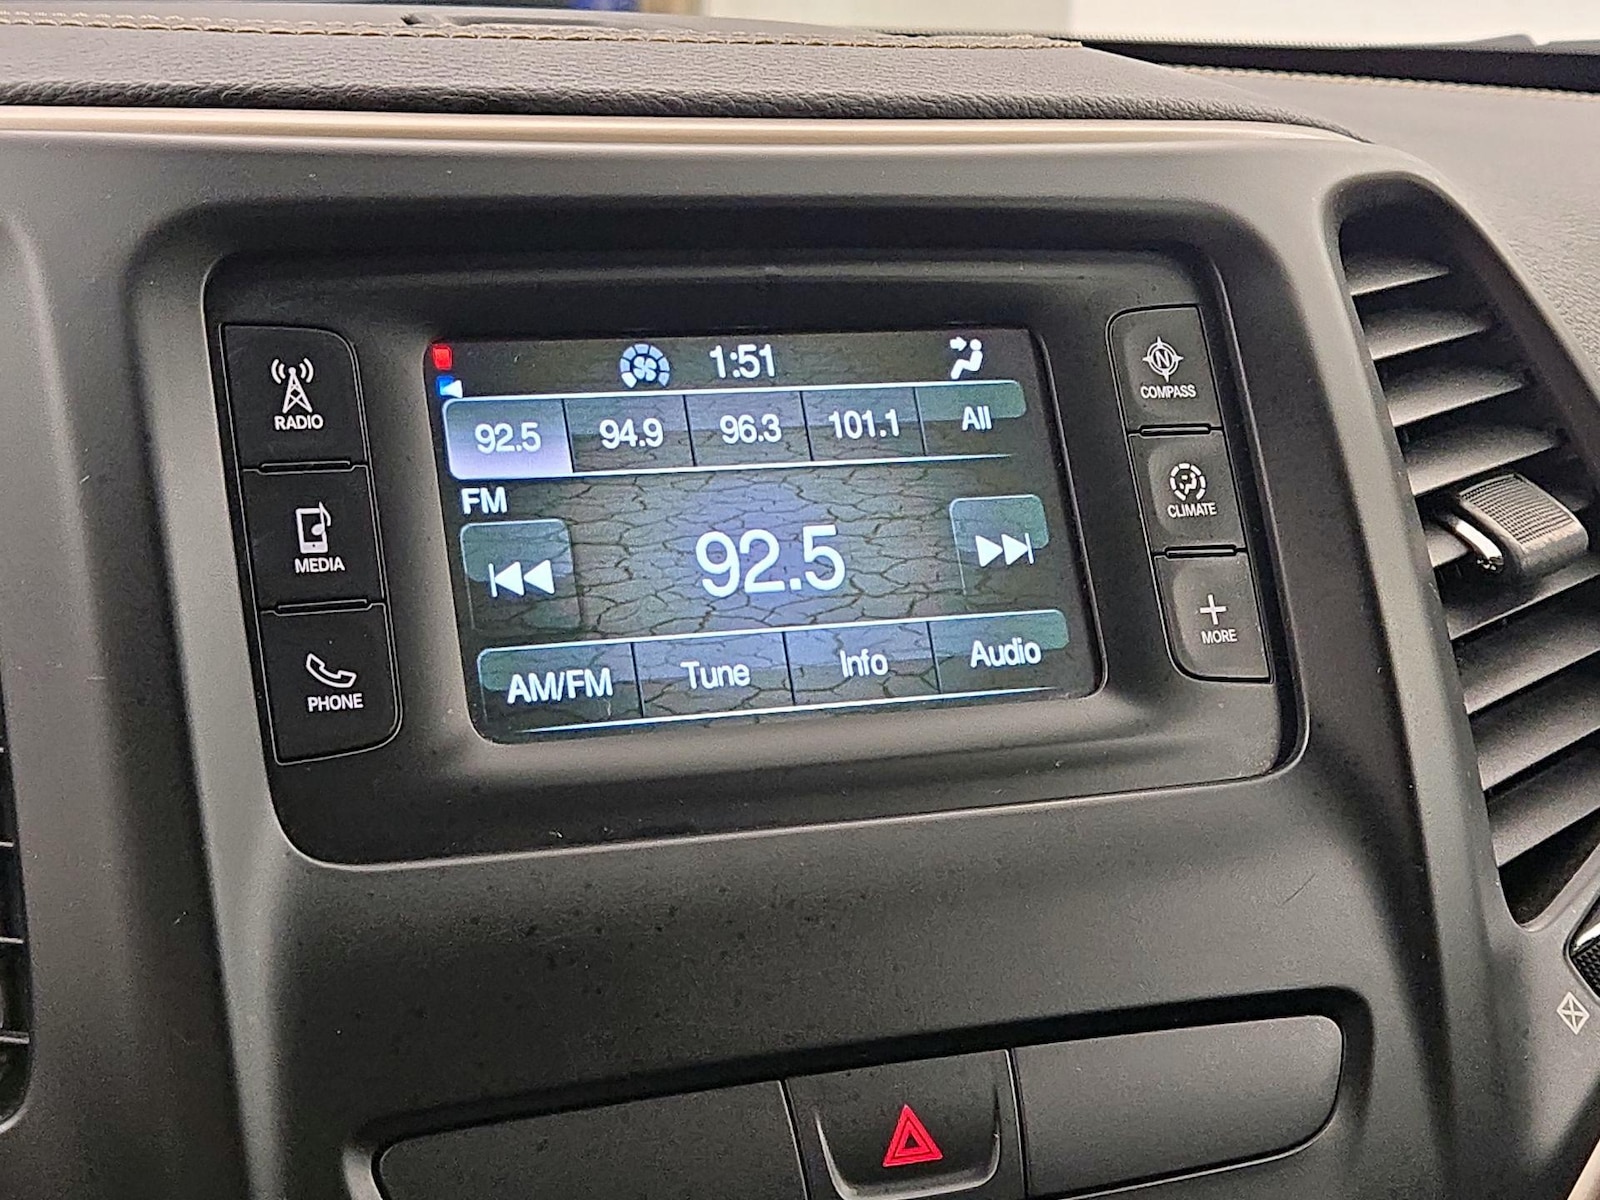 1:51
92.5 94.9 96.3 101.1 All
FM
92.5
AM/FM Tune Info Audio
RADIO
MEDIA
PHONE
N
COMPASS
CLIMATE
MORE